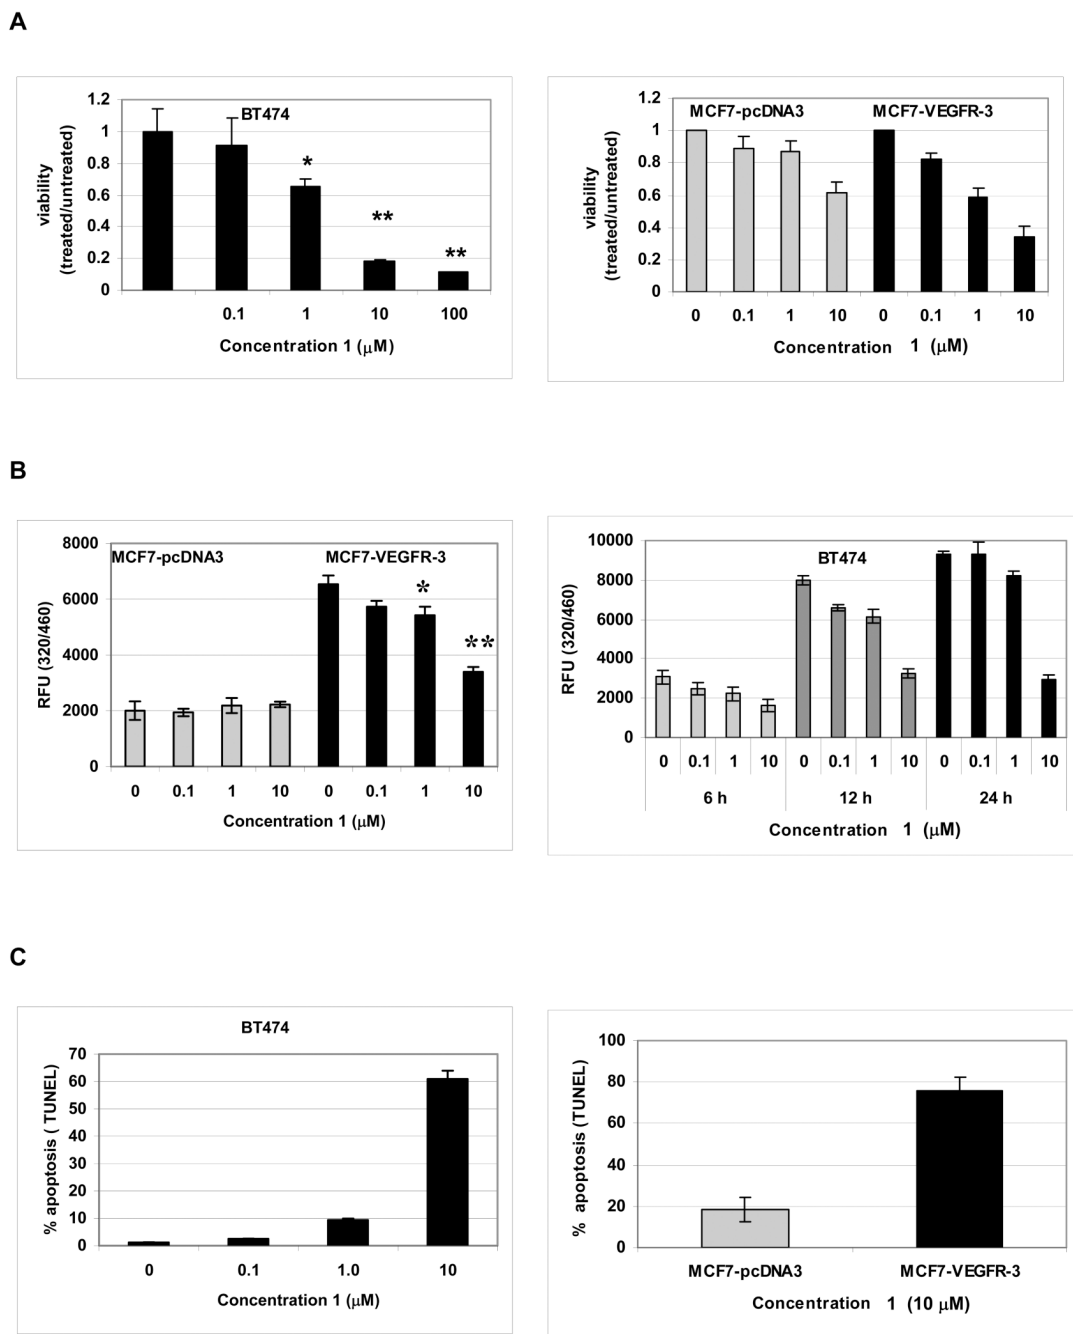 A
BT474
1.2
1
0.8
0.6
0.4
0.2
0
viability
(treated/untreated)
*
**
**
0.1 1 10 100
Concentration 1 (μM)
MCF7-pcDNA3 MCF7-VEGFR-3
1.2
1
0.8
0.6
0.4
0.2
0
viability
(treated/untreated)
0 0.1 1 10 0 0.1 1 10
Concentration 1 (μM)
B
MCF7-pcDNA3 MCF7-VEGFR-3
8000
6000
4000
2000
0
RFU (320/460)
*
**
0 0.1 1 10 0 0.1 1 10
Concentration 1 (μM)
BT474
10000
8000
6000
4000
2000
0
RFU (320/460)
0 0.1 1 10 0 0.1 1 10 0 0.1 1 10
6 h 12 h 24 h
Concentration 1 (μM)
C
BT474
70
60
50
40
30
20
10
0
% apoptosis ( TUNEL)
0 0.1 1.0 10
Concentration 1 (μM)
100
80
60
40
20
0
% apoptosis (TUNEL)
MCF7-pcDNA3 MCF7-VEGFR-3
Concentration 1 (10 μM)